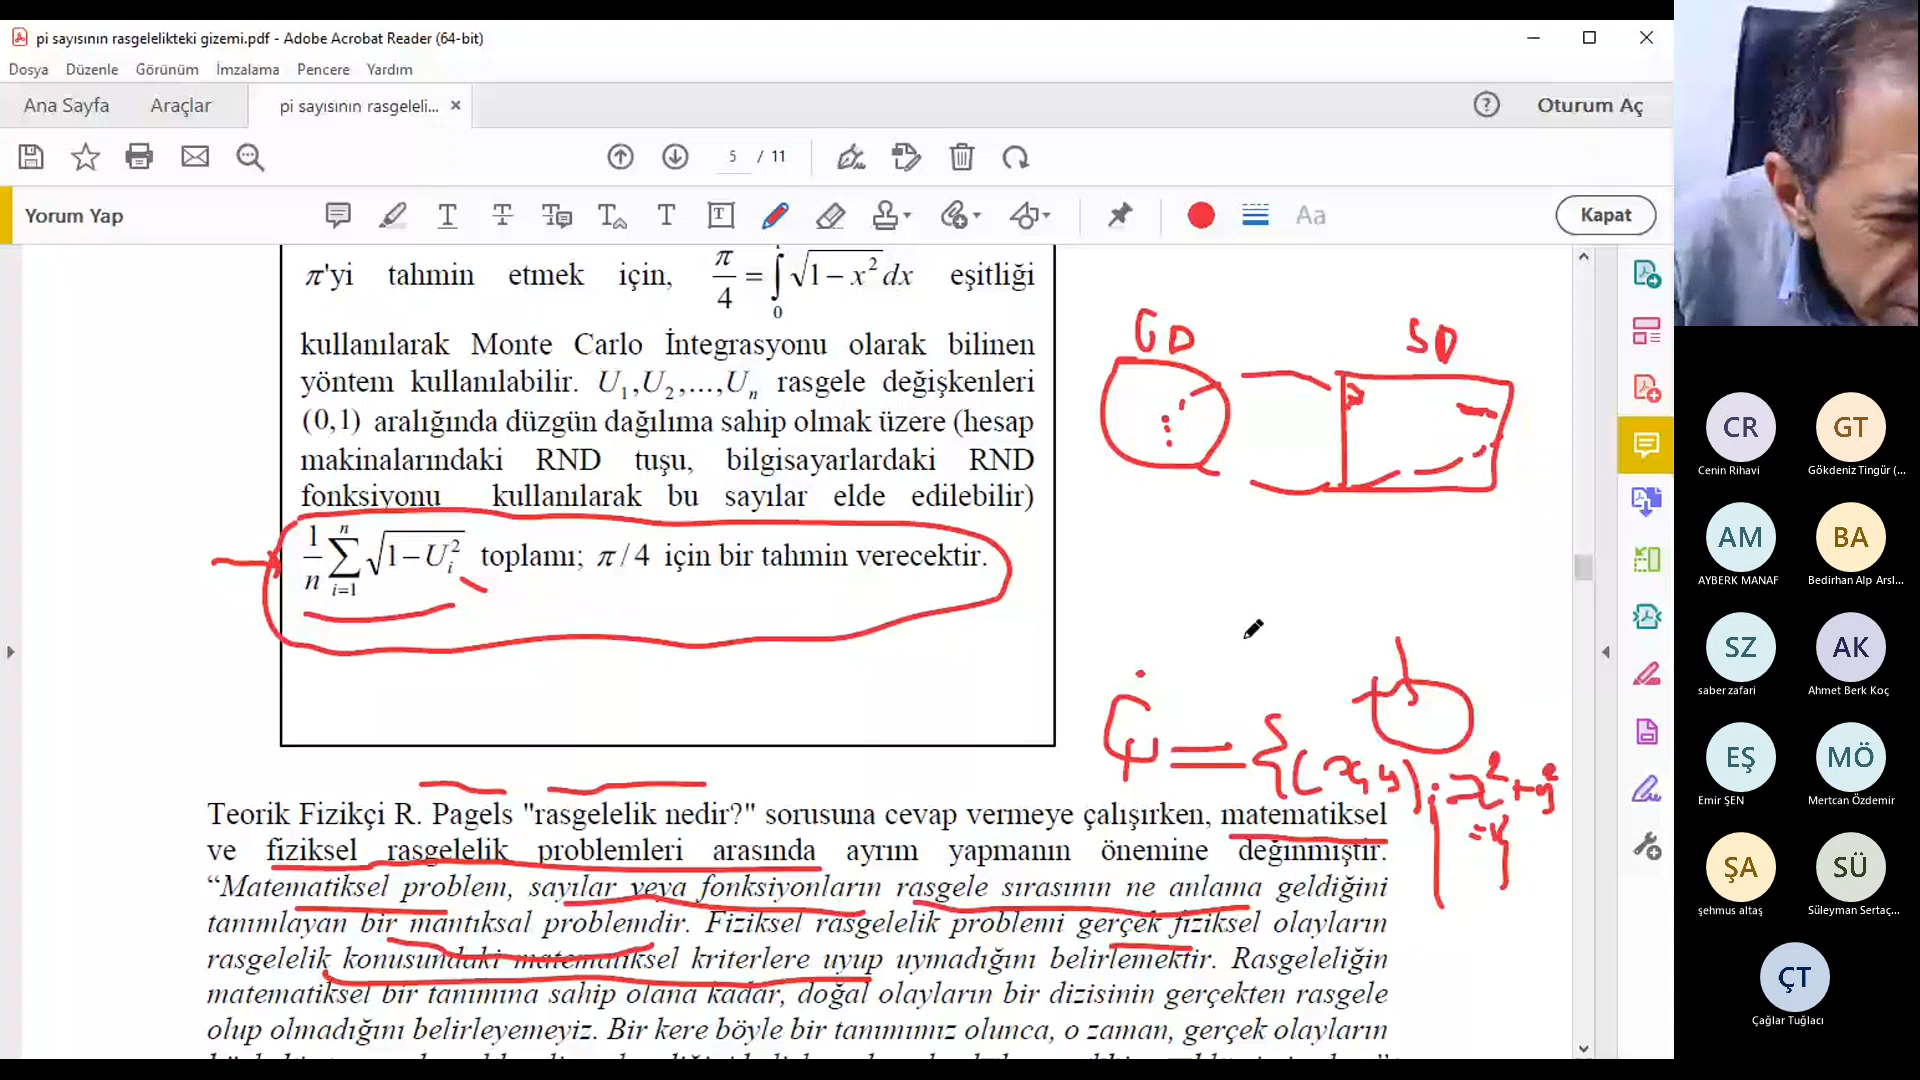 pi sayısının rasgelelikteki gizemi.pdf - Adobe Acrobat Reader (64-bit)
Dosya Düzenle Görünüm İmzalama Pencere Yardım
Ana Sayfa Araçlar pi sayısının rasgeleli... × Oturum Aç
5 / 11
Yorum Yap Aa Kapat
π'yi tahmin etmek için, π/4 = ∫₀¹ √(1 − x²) dx eşitliği
kullanılarak Monte Carlo İntegrasyonu olarak bilinen
yöntem kullanılabilir. U₁,U₂,...,Uₙ rasgele değişkenleri
(0,1) aralığında düzgün dağılıma sahip olmak üzere (hesap
makinalarındaki RND tuşu, bilgisayarlardaki RND
fonksiyonu kullanılarak bu sayılar elde edilebilir)
1/n Σᵢ₌₁ⁿ √(1 − Uᵢ²) toplamı; π/4 için bir tahmin verecektir.
GD SD
Ç = {(x,y); x²+y²
Teorik Fizikçi R. Pagels "rasgelelik nedir?" sorusuna cevap vermeye çalışırken, matematiksel
ve fiziksel rasgelelik problemleri arasında ayrım yapmanın önemine değinmiştir.
“Matematiksel problem, sayılar veya fonksiyonların rasgele sırasının ne anlama geldiğini
tanımlayan bir mantıksal problemdir. Fiziksel rasgelelik problemi gerçek fiziksel olayların
rasgelelik konusundaki matematiksel kriterlere uyup uymadığını belirlemektir. Rasgeleliğin
matematiksel bir tanımına sahip olana kadar, doğal olayların bir dizisinin gerçekten rasgele
olup olmadığını belirleyemeyiz. Bir kere böyle bir tanımımız olunca, o zaman, gerçek olayların
CR GT
Cenin Rihavi Gökdeniz Tingür (...
AM BA
AYBERK MANAF Bedirhan Alp Arsl...
SZ AK
saber zafari Ahmet Berk Koç
EŞ MÖ
Emir ŞEN Mertcan Özdemir
ŞA SÜ
şehmus altaş Süleyman Sertaç...
ÇT
Çağlar Tuğlacı